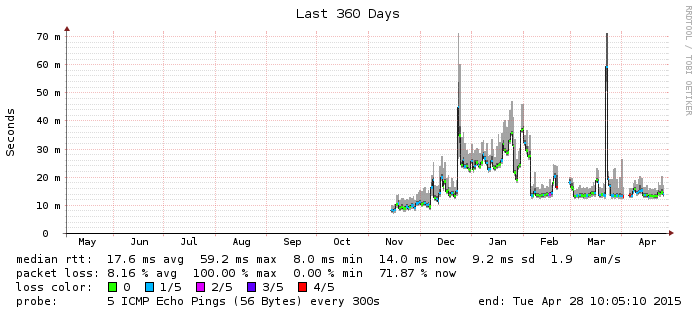 Last 360 Days
RRDTOOL / TOBI OETIKER
Seconds
70 m
60 m
50 m
40 m
30 m
20 m
10 m
0
May Jun Jul Aug Sep Oct Nov Dec Jan Feb Mar Apr
median rtt: 17.6 ms avg 59.2 ms max 8.0 ms min 14.0 ms now 9.2 ms sd 1.9 am/s
packet loss: 8.16 % avg 100.00 % max 0.00 % min 71.87 % now
loss color: 0 1/5 2/5 3/5 4/5
probe: 5 ICMP Echo Pings (56 Bytes) every 300s end: Tue Apr 28 10:05:10 2015